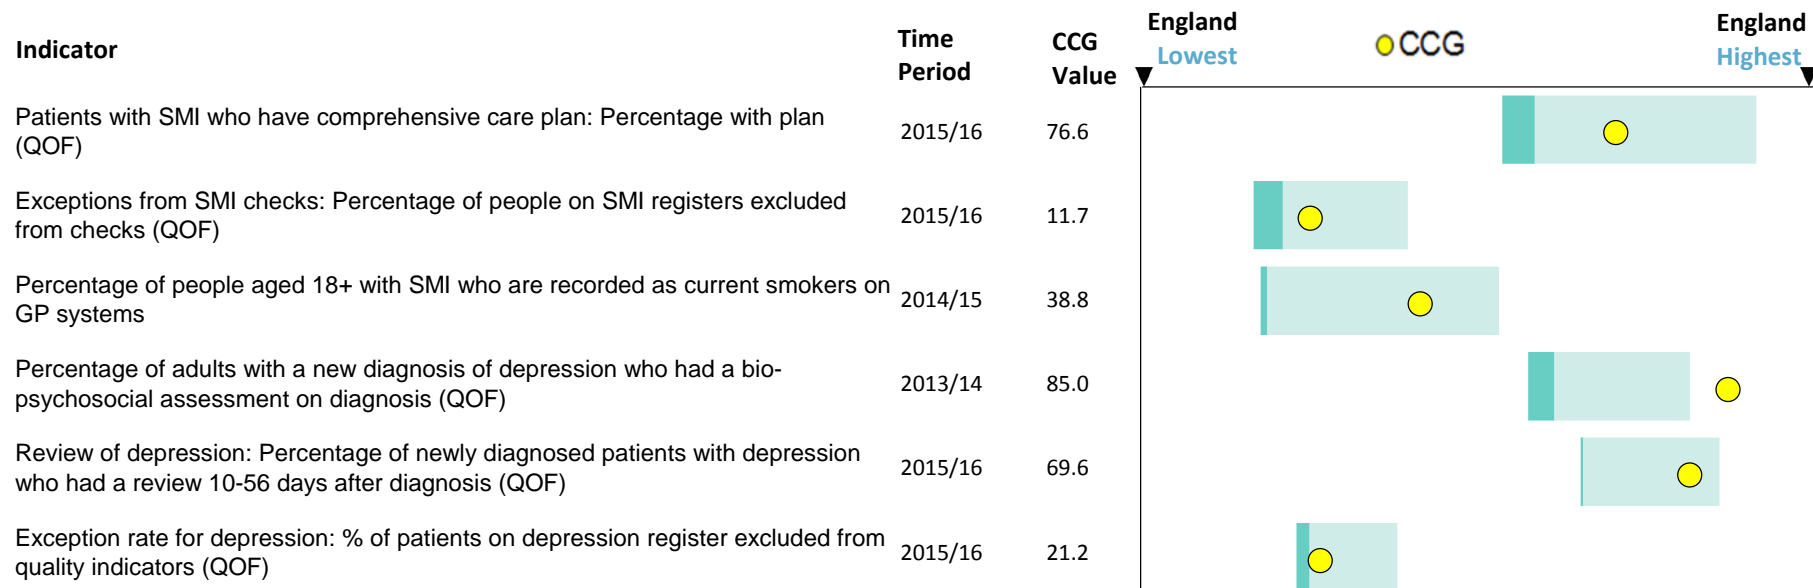 Indicator
Time
Period
CCG
Value
England
Lowest
CCG
England
Highest
Patients with SMI who have comprehensive care plan: Percentage with plan
(QOF)
2015/16
76.6
Exceptions from SMI checks: Percentage of people on SMI registers excluded
from checks (QOF)
2015/16
11.7
Percentage of people aged 18+ with SMI who are recorded as current smokers on
GP systems
2014/15
38.8
Percentage of adults with a new diagnosis of depression who had a bio-
psychosocial assessment on diagnosis (QOF)
2013/14
85.0
Review of depression: Percentage of newly diagnosed patients with depression
who had a review 10-56 days after diagnosis (QOF)
2015/16
69.6
Exception rate for depression: % of patients on depression register excluded from
quality indicators (QOF)
2015/16
21.2